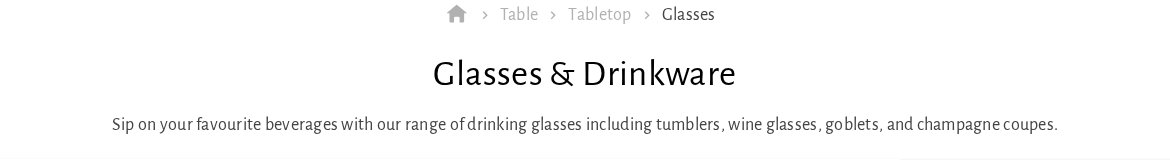 Table > Tabletop > Glasses
Glasses & Drinkware
Sip on your favourite beverages with our range of drinking glasses including tumblers, wine glasses, goblets, and champagne coupes.